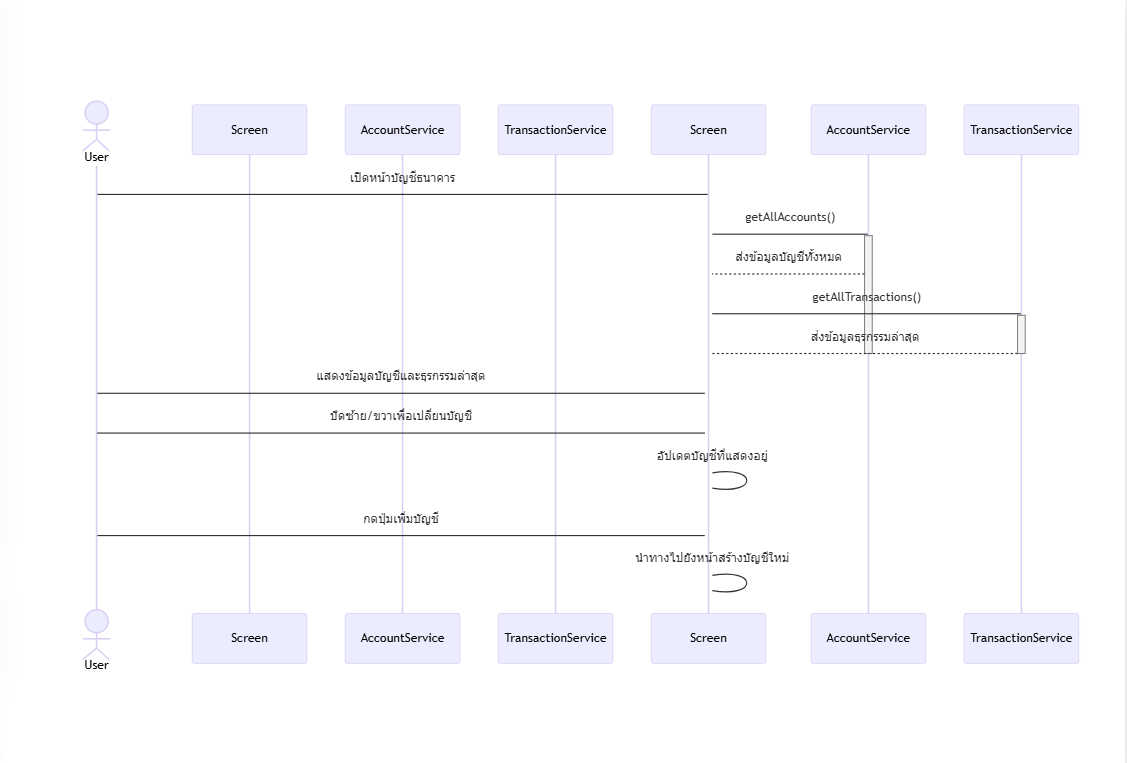 User
Screen
AccountService
TransactionService
Screen
AccountService
TransactionService
เปิดหน้าบัญชีธนาคาร
getAllAccounts()
ส่งข้อมูลบัญชีทั้งหมด
getAllTransactions()
ส่งข้อมูลธุรกรรมล่าสุด
แสดงข้อมูลบัญชีและธุรกรรมล่าสุด
ปัดซ้าย/ขวาเพื่อเปลี่ยนบัญชี
อัปเดตบัญชีที่แสดงอยู่
กดปุ่มเพิ่มบัญชี
นำทางไปยังหน้าสร้างบัญชีใหม่
User
Screen
AccountService
TransactionService
Screen
AccountService
TransactionService